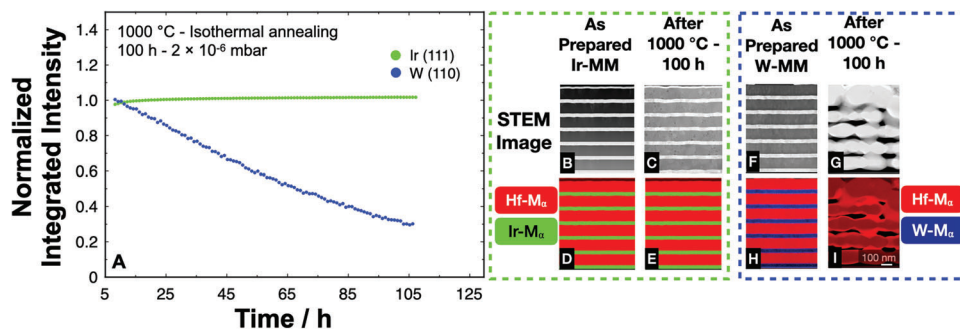 1.4
1.2
1.0
0.8
0.6
0.4
0.2
0
5
25
45
65
85
105
125
Normalized
Integrated Intensity
Time / h
1000 °C - Isothermal annealing
100 h - 2 × 10⁻⁶ mbar
Ir (111)
W (110)
A
As
Prepared
Ir-MM
After
1000 °C -
100 h
As
Prepared
W-MM
After
1000 °C -
100 h
STEM
Image
B
C
F
G
Hf-Mα
Ir-Mα
D
E
H
I
100 nm
Hf-Mα
W-Mα